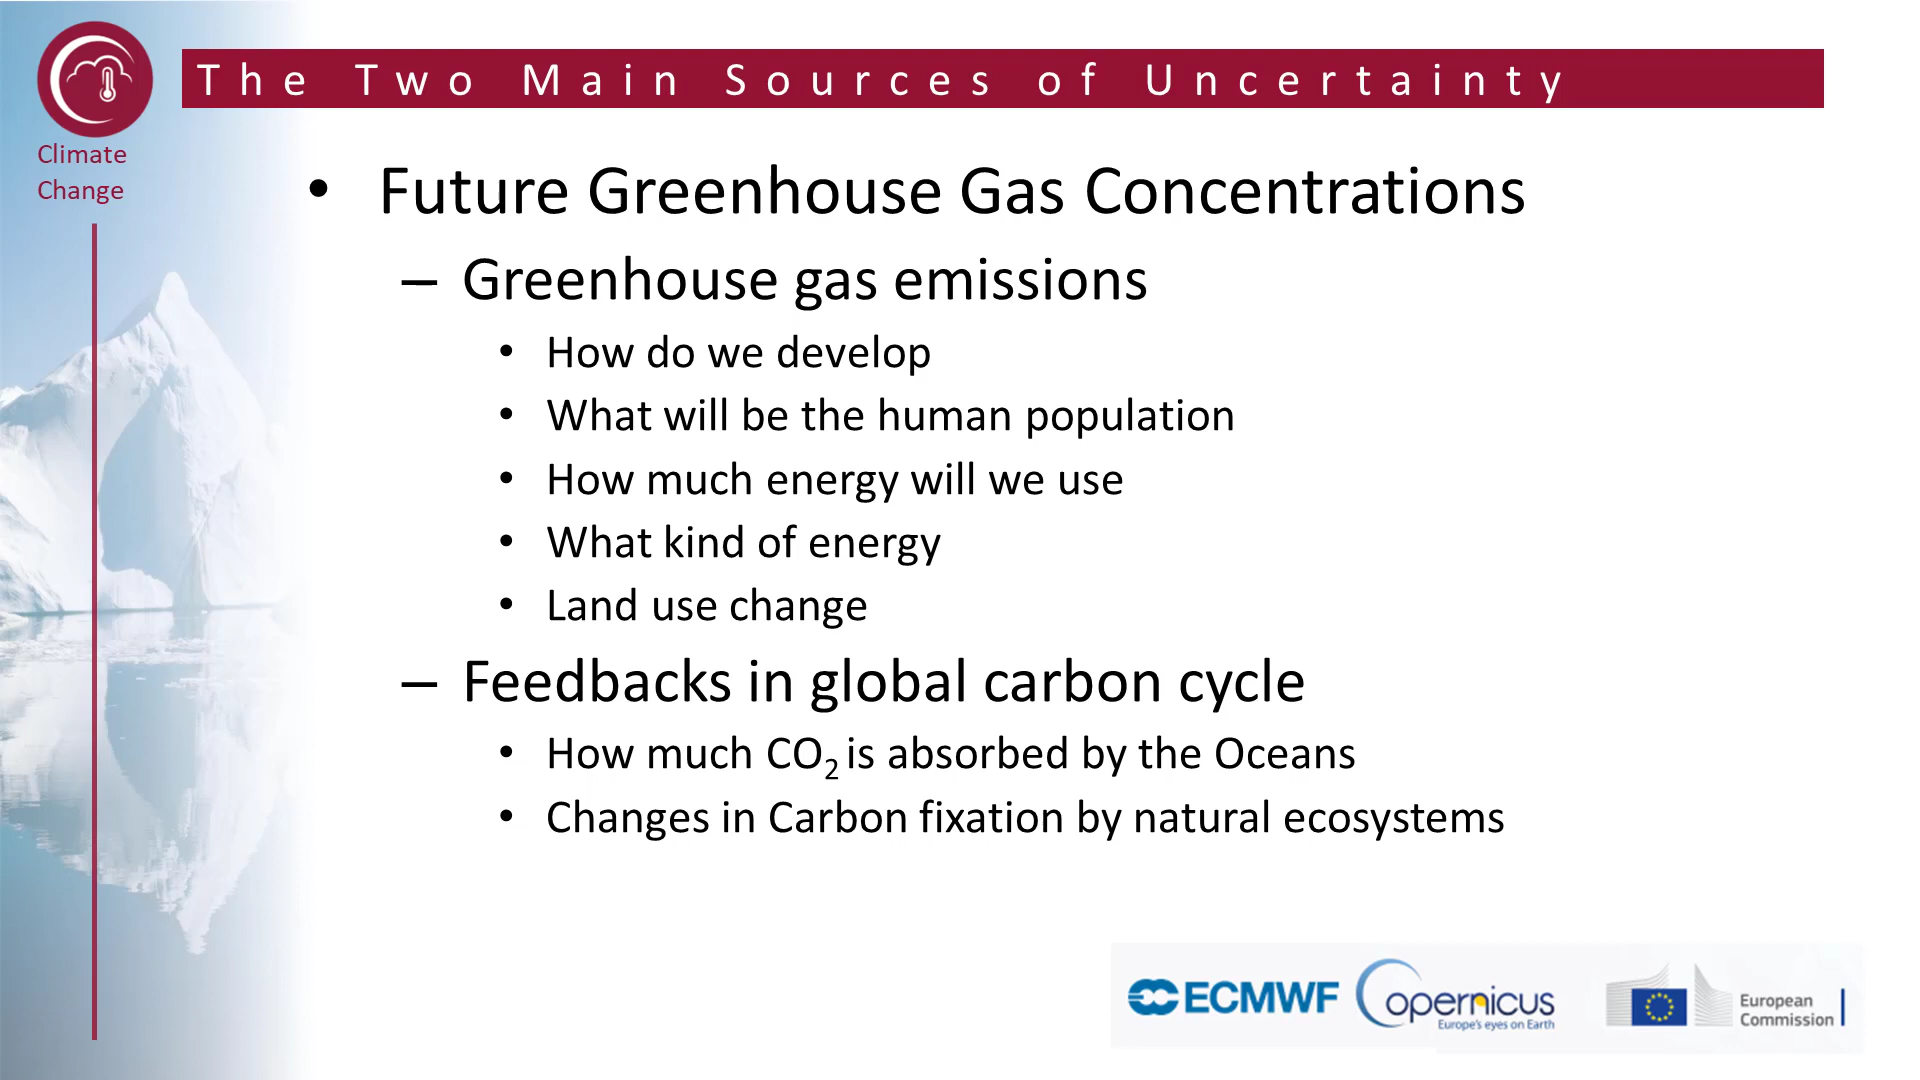 The Two Main Sources of Uncertainty
Climate
Change
• Future Greenhouse Gas Concentrations
– Greenhouse gas emissions
• How do we develop
• What will be the human population
• How much energy will we use
• What kind of energy
• Land use change
– Feedbacks in global carbon cycle
• How much CO₂ is absorbed by the Oceans
• Changes in Carbon fixation by natural ecosystems
ECMWF
Copernicus
Europe's eyes on Earth
European
Commission